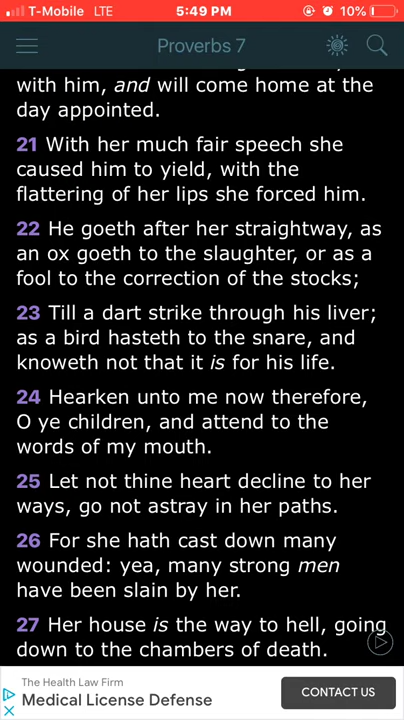 T-Mobile LTE 5:49 PM 10%
Proverbs 7
with him, and will come home at the
day appointed.
21 With her much fair speech she
caused him to yield, with the
flattering of her lips she forced him.
22 He goeth after her straightway, as
an ox goeth to the slaughter, or as a
fool to the correction of the stocks;
23 Till a dart strike through his liver;
as a bird hasteth to the snare, and
knoweth not that it is for his life.
24 Hearken unto me now therefore,
O ye children, and attend to the
words of my mouth.
25 Let not thine heart decline to her
ways, go not astray in her paths.
26 For she hath cast down many
wounded: yea, many strong men
have been slain by her.
27 Her house is the way to hell, going
down to the chambers of death.
The Health Law Firm
Medical License Defense
CONTACT US